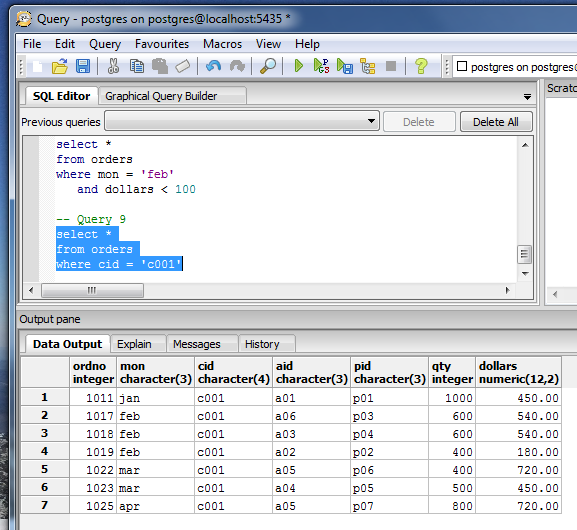 Query - postgres on postgres@localhost:5435 *
File Edit Query Favourites Macros View Help
postgres on postgres@
SQL Editor Graphical Query Builder
Scratc
Previous queries Delete Delete All
select *
from orders
where mon = 'feb'
and dollars < 100
-- Query 9
select *
from orders
where cid = 'c001'
Output pane
Data Output Explain Messages History
ordno mon cid aid pid qty dollars
integer character(3) character(4) character(3) character(3) integer numeric(12,2)
1 1011 jan c001 a01 p01 1000 450.00
2 1017 feb c001 a06 p03 600 540.00
3 1018 feb c001 a03 p04 600 540.00
4 1019 feb c001 a02 p02 400 180.00
5 1022 mar c001 a05 p06 400 720.00
6 1023 mar c001 a04 p05 500 450.00
7 1025 apr c001 a05 p07 800 720.00